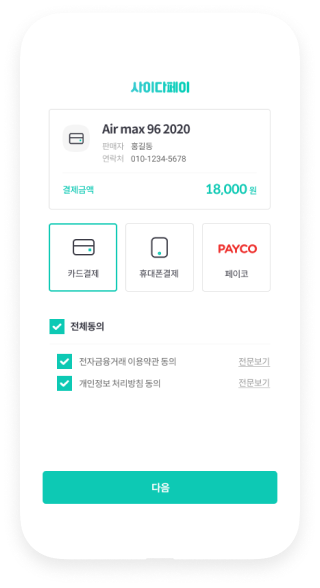 사이다페이
Air max 96 2020
판매자 홍길동
연락처 010-1234-5678
결제금액 18,000 원
카드결제 휴대폰결제 PAYCO 페이코
전체동의
전자금융거래 이용약관 동의 전문보기
개인정보 처리방침 동의 전문보기
다음